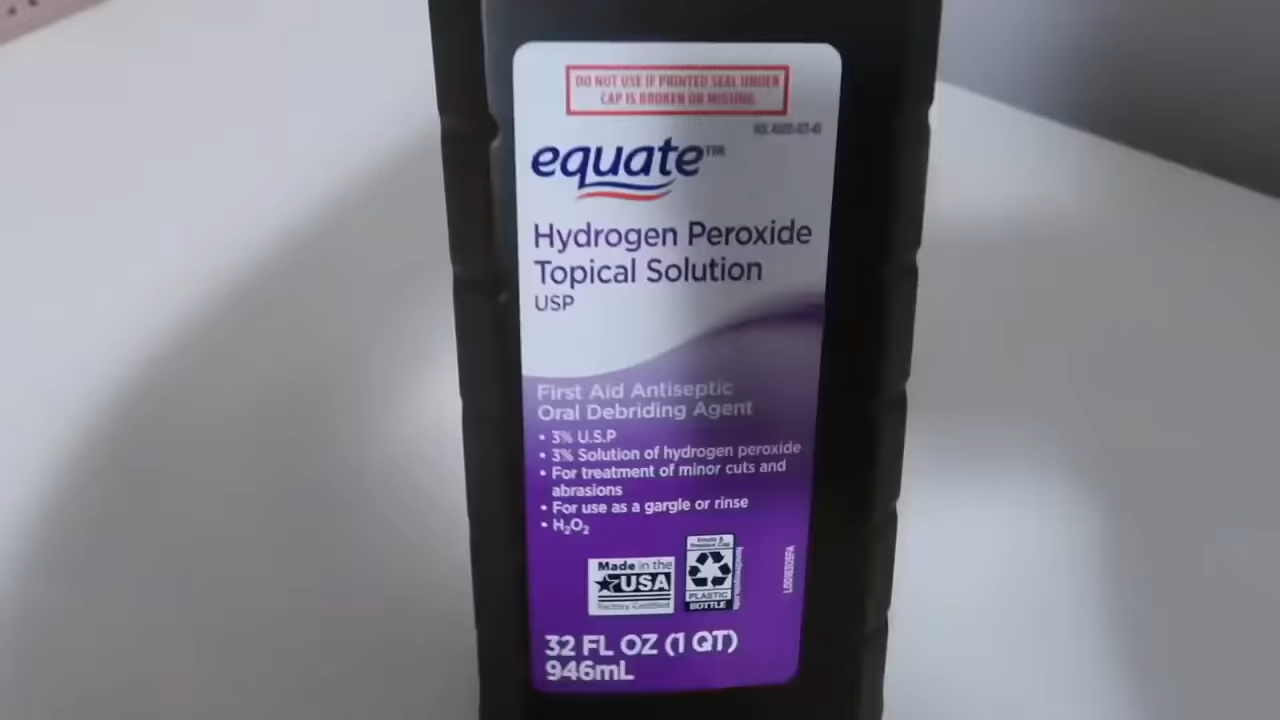 DO NOT USE IF PRINTED SEAL UNDER
CAP IS BROKEN OR MISSING
equate™
Hydrogen Peroxide
Topical Solution
USP
First Aid Antiseptic
Oral Debriding Agent
• 3% U.S.P
• 3% Solution of hydrogen peroxide
• For treatment of minor cuts and
abrasions
• For use as a gargle or rinse
• H₂O₂
Made in the
USA
Factory Certified
PLASTIC
BOTTLE
32 FL OZ (1 QT)
946mL